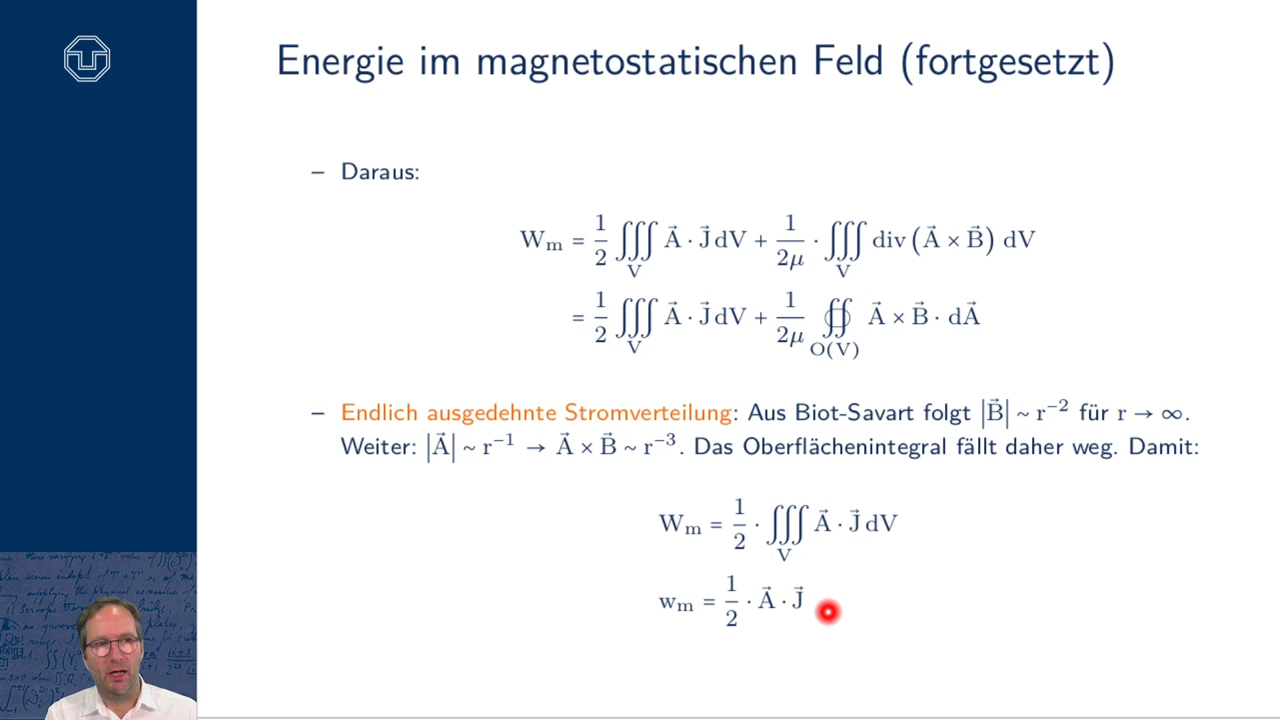 Energie im magnetostatischen Feld (fortgesetzt)
– Daraus:
W_m = 1/2 ∭_V A⃗ · J⃗ dV + 1/(2μ) · ∭_V div (A⃗ × B⃗) dV
= 1/2 ∭_V A⃗ · J⃗ dV + 1/(2μ) ∯_O(V) A⃗ × B⃗ · dA⃗
– Endlich ausgedehnte Stromverteilung: Aus Biot-Savart folgt |B⃗| ~ r⁻² für r → ∞.
Weiter: |A⃗| ~ r⁻¹ → A⃗ × B⃗ ~ r⁻³. Das Oberflächenintegral fällt daher weg. Damit:
W_m = 1/2 · ∭_V A⃗ · J⃗ dV
w_m = 1/2 · A⃗ · J⃗